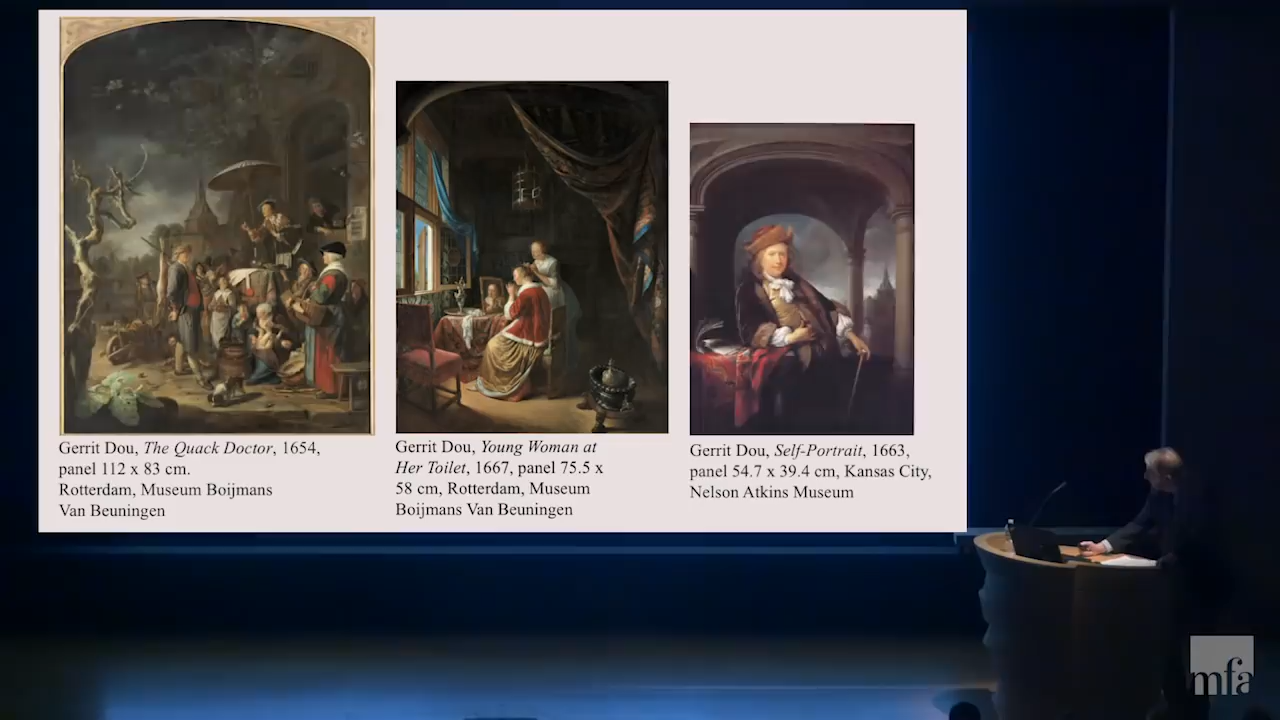 Gerrit Dou, The Quack Doctor, 1654,
panel 112 x 83 cm.
Rotterdam, Museum Boijmans
Van Beuningen
Gerrit Dou, Young Woman at
Her Toilet, 1667, panel 75.5 x
58 cm, Rotterdam, Museum
Boijmans Van Beuningen
Gerrit Dou, Self-Portrait, 1663,
panel 54.7 x 39.4 cm, Kansas City,
Nelson Atkins Museum
mfa